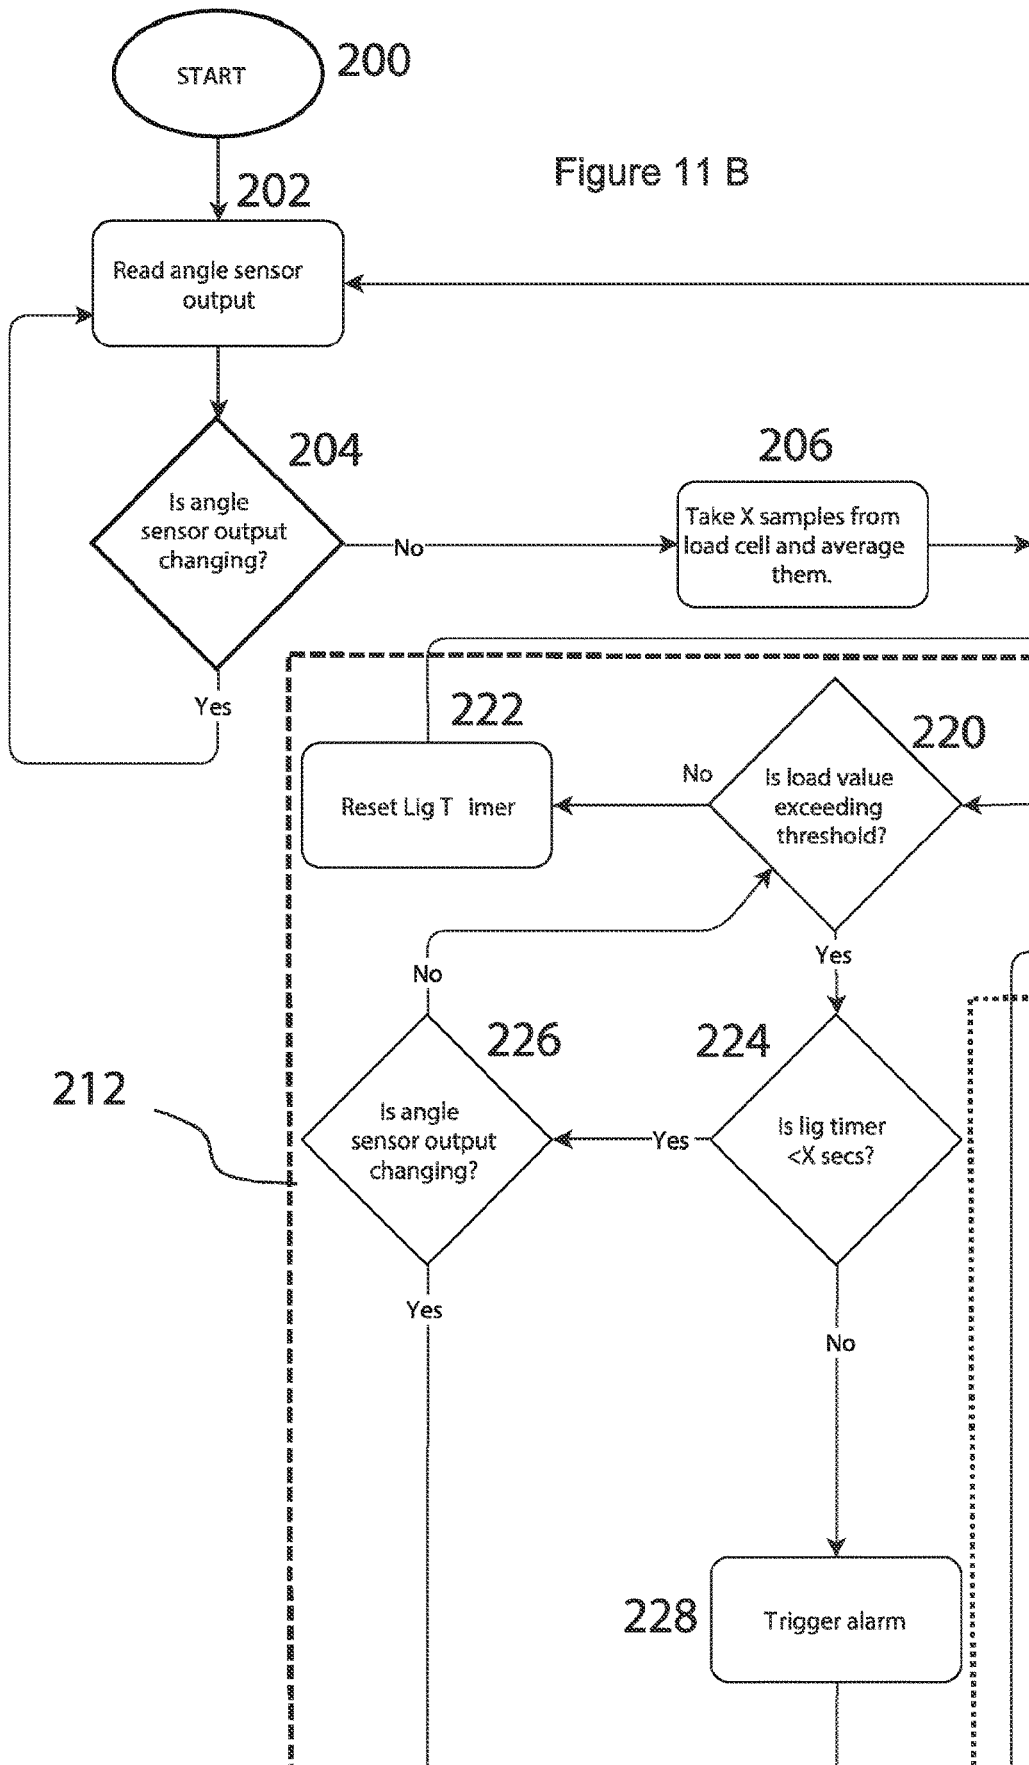 START
200
Figure 11 B
202
Read angle sensor
output
204
Is angle
sensor output
changing?
No
206
Take X samples from
load cell and average
them.
Yes
222
Reset Lig T imer
No
220
Is load value
exceeding
threshold?
Yes
No
226
Is angle
sensor output
changing?
Yes
224
Is lig timer
<X secs?
212
Yes
No
228
Trigger alarm